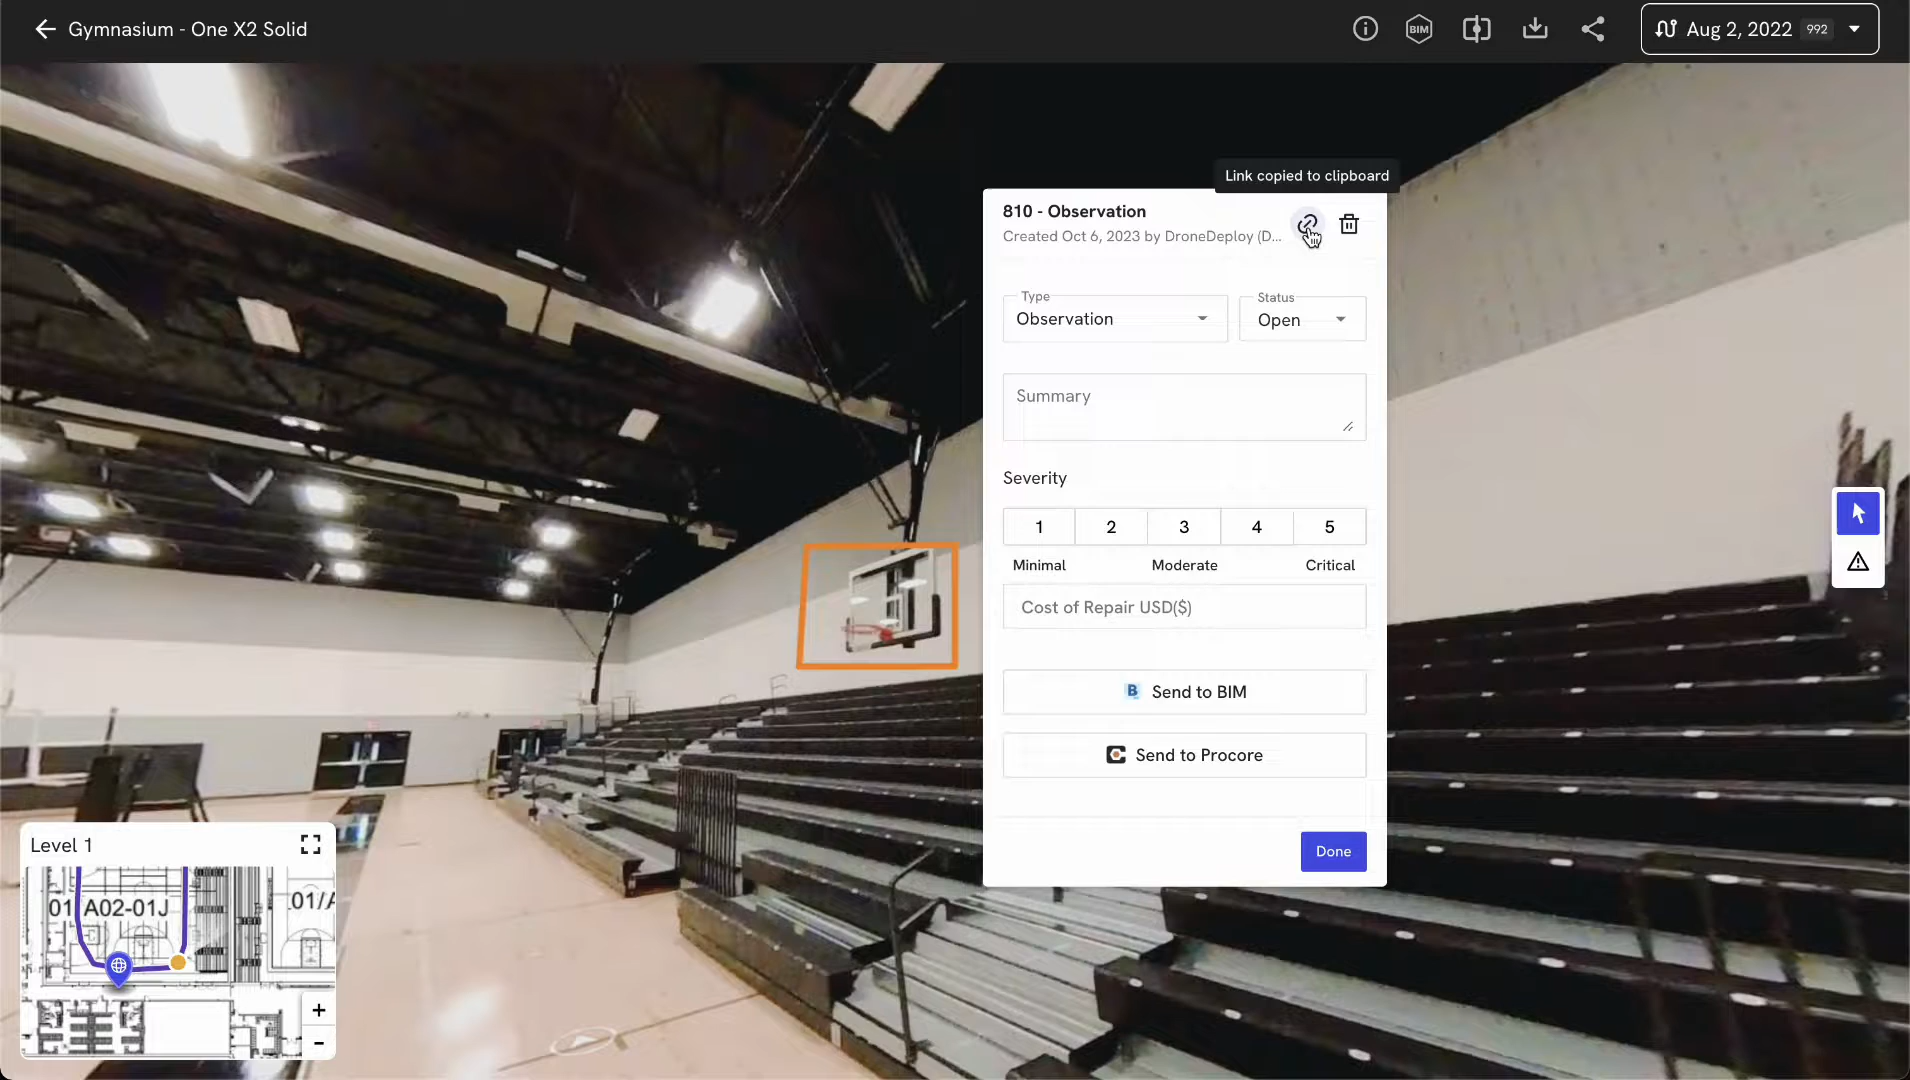 Gymnasium - One X2 Solid
BIM
Aug 2, 2022 992
Link copied to clipboard
810 - Observation
Created Oct 6, 2023 by DroneDeploy (D...
Type
Observation
Status
Open
Summary
Severity
1 2 3 4 5
Minimal Moderate Critical
Cost of Repair USD($)
B Send to BIM
Send to Procore
Done
Level 1
01 A02-01J
.01/A
+
-